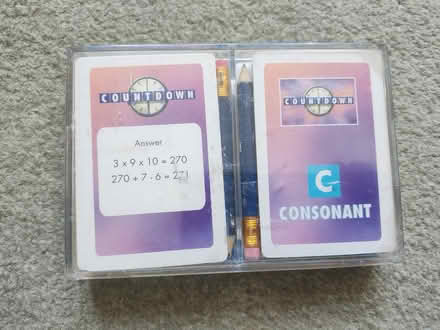 COUNTDOWN
Answer
3 x 9 x 10 = 270
270 + 7 - 6 = 271
COUNTDOWN
C
CONSONANT